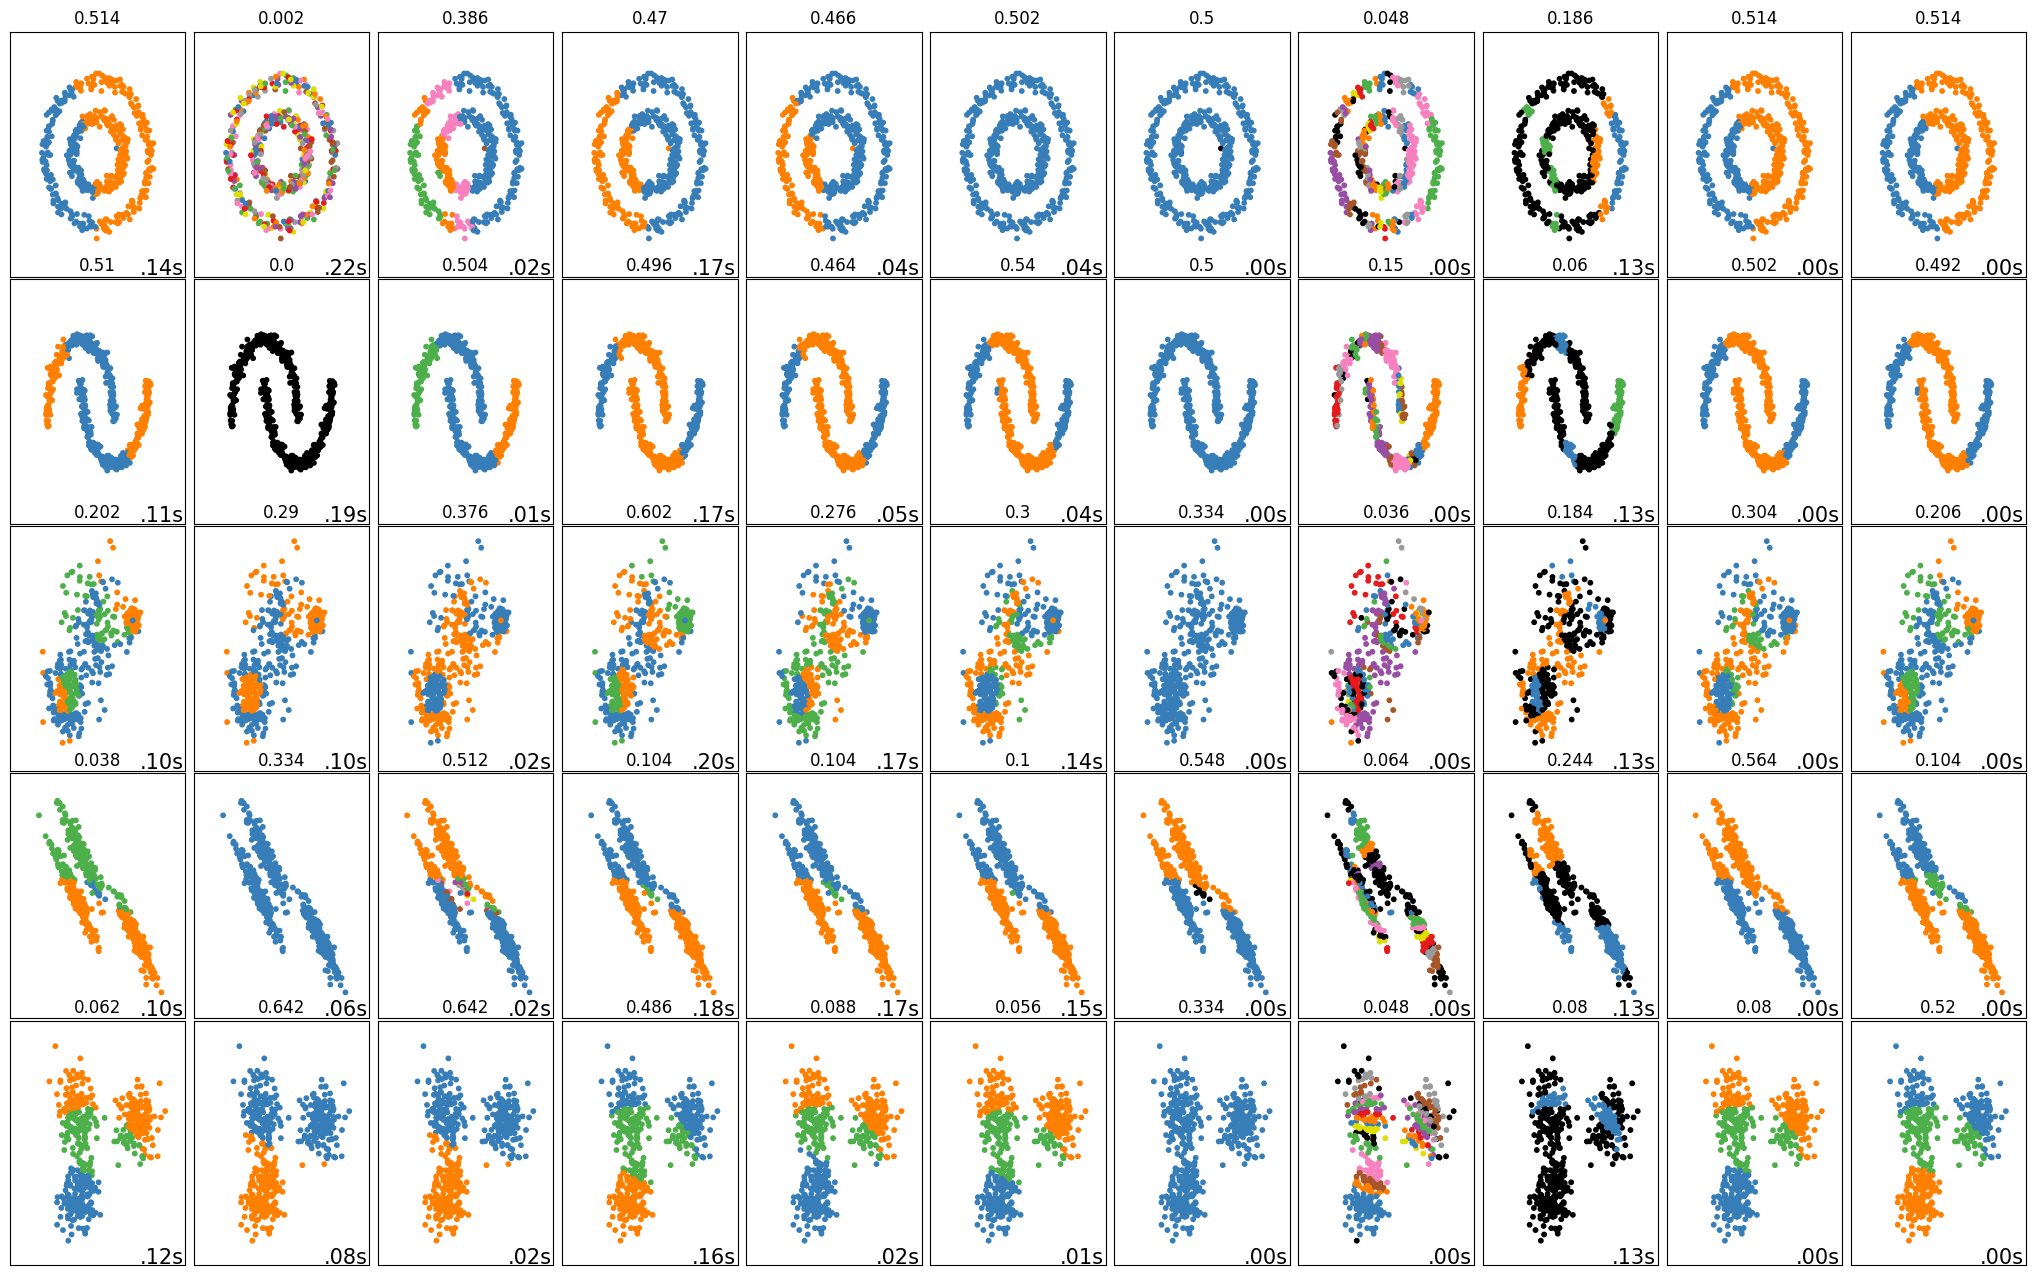 0.514 0.002 0.386 0.47 0.466 0.502 0.5 0.048 0.186 0.514 0.514
.14s .22s .02s .17s .04s .04s .00s .00s .13s .00s .00s
0.51 0.0 0.504 0.496 0.464 0.54 0.5 0.15 0.06 0.502 0.492
.11s .19s .01s .17s .05s .04s .00s .00s .13s .00s .00s
0.202 0.29 0.376 0.602 0.276 0.3 0.334 0.036 0.184 0.304 0.206
.10s .10s .02s .20s .17s .14s .00s .00s .13s .00s .00s
0.038 0.334 0.512 0.104 0.104 0.1 0.548 0.064 0.244 0.564 0.104
.10s .06s .02s .18s .17s .15s .00s .00s .13s .00s .00s
0.062 0.642 0.642 0.486 0.088 0.056 0.334 0.048 0.08 0.08 0.52
.12s .08s .02s .16s .02s .01s .00s .00s .13s .00s .00s